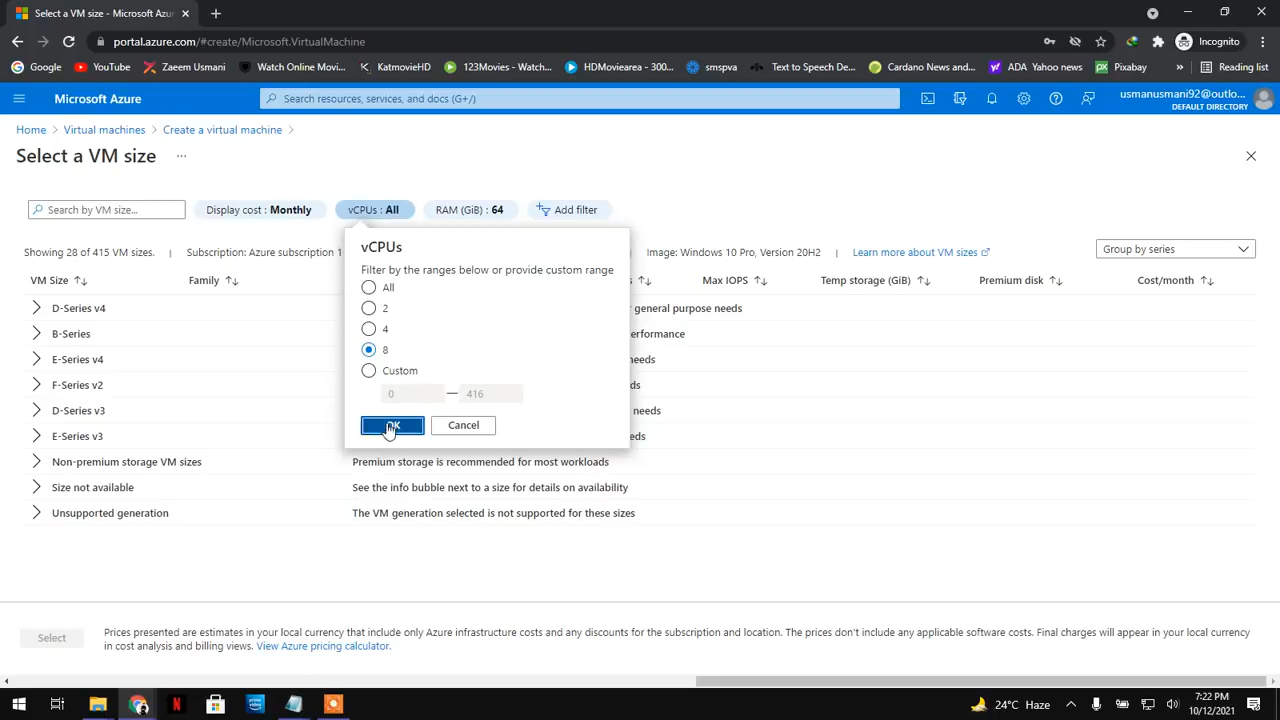 Select a VM size - Microsoft Azur
portal.azure.com/#create/Microsoft.VirtualMachine
Incognito
Google
YouTube
Zaeem Usmani
Watch Online Movi...
KatmovieHD
123Movies - Watch...
HDMoviearea - 300...
smspva
Text to Speech De...
Cardano News and...
ADA Yahoo news
Pixabay
»
Reading list
Microsoft Azure
Search resources, services, and docs (G+/)
usmanusmani92@outlo...
DEFAULT DIRECTORY
Home > Virtual machines > Create a virtual machine >
Select a VM size ...
Search by VM size...
Display cost : Monthly
vCPUs : All
RAM (GiB) : 64
Add filter
Showing 28 of 415 VM sizes. | Subscription: Azure subscription 1
| Image: Windows 10 Pro, Version 20H2 | Learn more about VM sizes
Group by series
VM Size
Family
Max IOPS
Temp storage (GiB)
Premium disk
Cost/month
vCPUs
Filter by the ranges below or provide custom range
All
2
4
8
Custom
0 — 416
OK
Cancel
D-Series v4
general purpose needs
B-Series
E-Series v4
needs
F-Series v2
D-Series v3
needs
E-Series v3
Non-premium storage VM sizes
Premium storage is recommended for most workloads
Size not available
See the info bubble next to a size for details on availability
Unsupported generation
The VM generation selected is not supported for these sizes
Select
Prices presented are estimates in your local currency that include only Azure infrastructure costs and any discounts for the subscription and location. The prices don't include any applicable software costs. Final charges will appear in your local currency
in cost analysis and billing views. View Azure pricing calculator.
24°C Haze
7:22 PM
10/12/2021